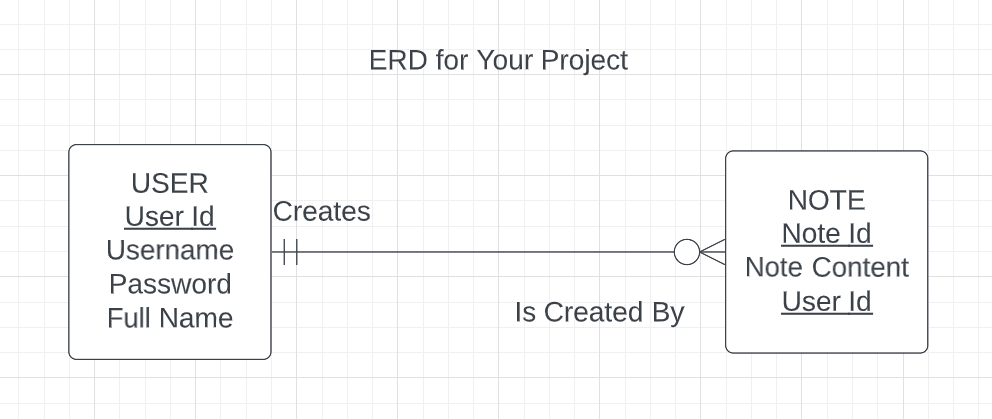 ERD for Your Project
USER
User Id
Username
Password
Full Name
Creates
Is Created By
NOTE
Note Id
Note Content
User Id